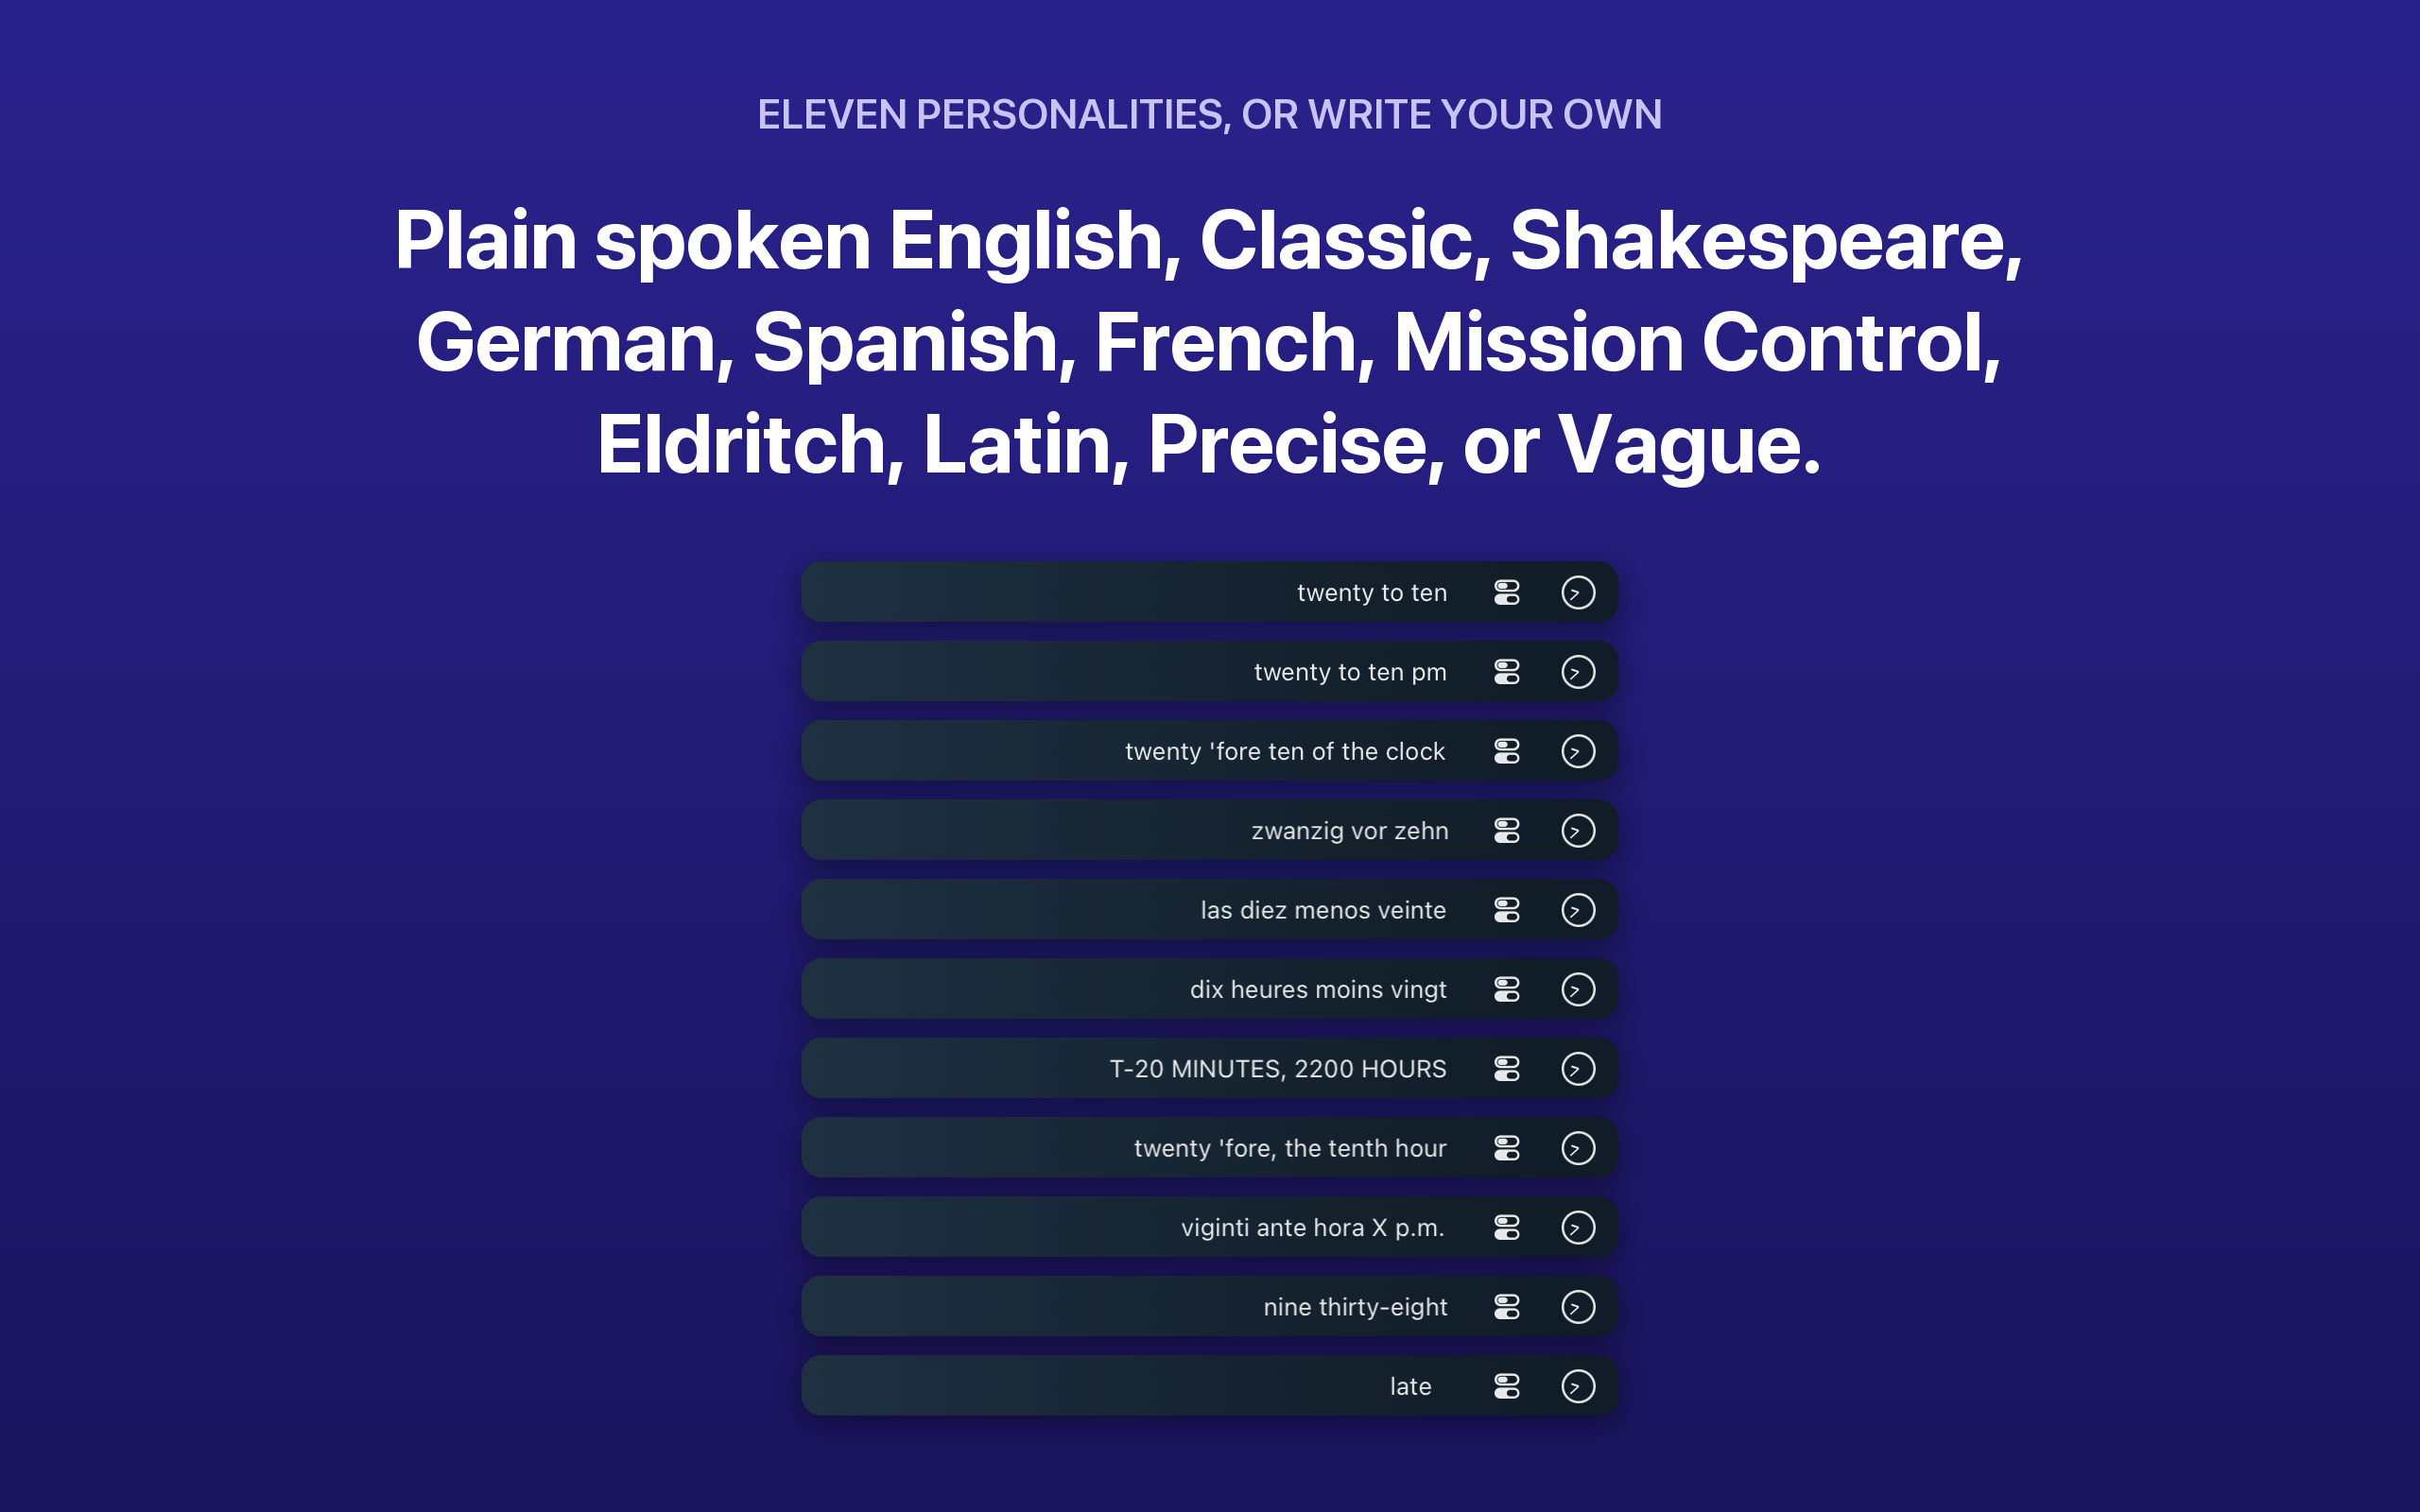 ELEVEN PERSONALITIES, OR WRITE YOUR OWN
Plain spoken English, Classic, Shakespeare,
German, Spanish, French, Mission Control,
Eldritch, Latin, Precise, or Vague.
twenty to ten
twenty to ten pm
twenty 'fore ten of the clock
zwanzig vor zehn
las diez menos veinte
dix heures moins vingt
T-20 MINUTES, 2200 HOURS
twenty 'fore, the tenth hour
viginti ante hora X p.m.
nine thirty-eight
late